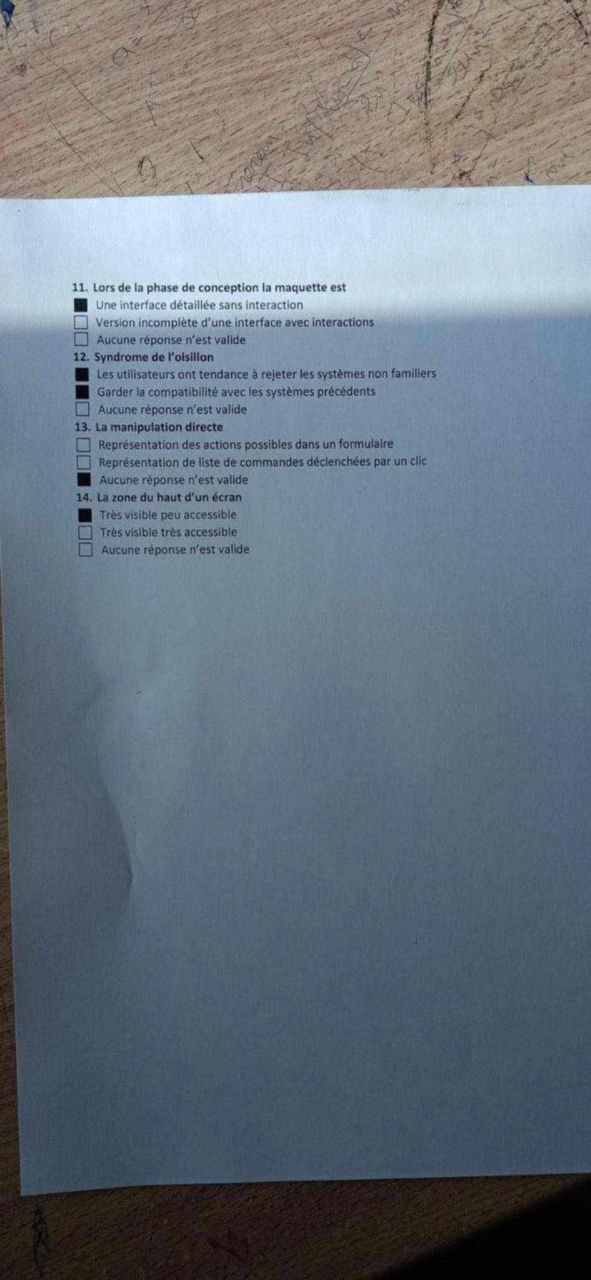 11. Lors de la phase de conception la maquette est
■ Une interface détaillée sans interaction
□ Version incomplète d'une interface avec interactions
□ Aucune réponse n'est valide
12. Syndrome de l'oisillon
■ Les utilisateurs ont tendance à rejeter les systèmes non familiers
■ Garder la compatibilité avec les systèmes précédents
□ Aucune réponse n'est valide
13. La manipulation directe
□ Représentation des actions possibles dans un formulaire
□ Représentation de liste de commandes déclenchées par un clic
■ Aucune réponse n'est valide
14. La zone du haut d'un écran
■ Très visible peu accessible
□ Très visible très accessible
□ Aucune réponse n'est valide